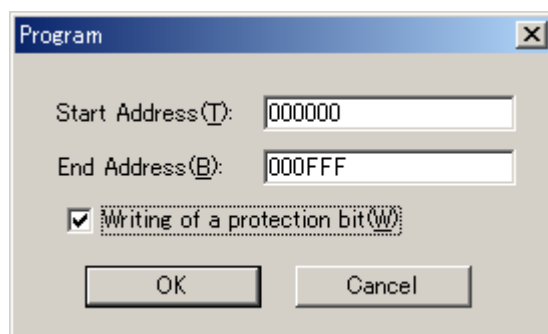 Program
Start Address(T): 000000
End Address(B): 000FFF
Writing of a protection bit(W)
OK Cancel